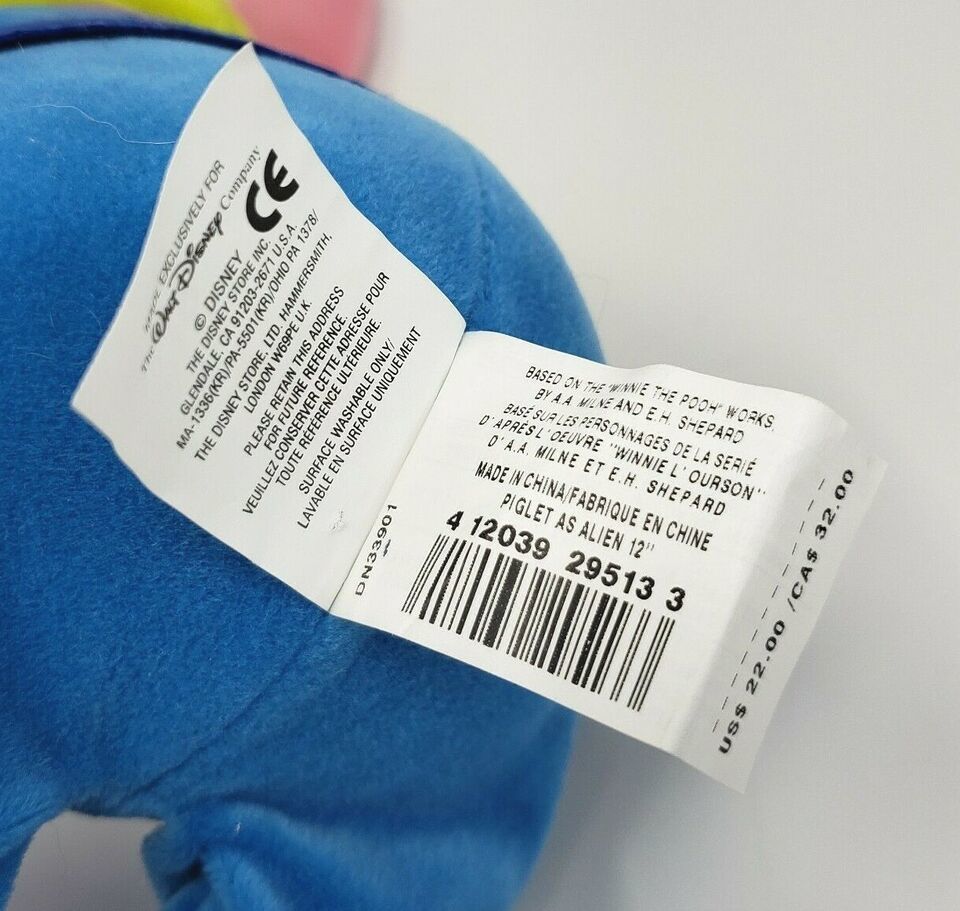 MADE EXCLUSIVELY FOR
The Walt Disney Company
CE
© DISNEY
THE DISNEY STORE INC.
GLENDALE, CA 91203-2671 U.S.A.
MA-1336(KR)/PA-5501(KR)/OHIO PA 1378/
THE DISNEY STORE, LTD. HAMMERSMITH,
LONDON W69PE U.K.
PLEASE RETAIN THIS ADDRESS
FOR FUTURE REFERENCE.
VEUILLEZ CONSERVER CETTE ADRESSE POUR
TOUTE RÉFÉRENCE ULTÉRIEURE.
SURFACE WASHABLE ONLY/
LAVABLE EN SURFACE UNIQUEMENT
DN33901
BASED ON THE "WINNIE THE POOH" WORKS,
BY A.A. MILNE AND E.H. SHEPARD
BASÉ SUR LES PERSONNAGES DE LA SERIÉ
D'APRÈS L'OEUVRE "WINNIE L'OURSON"
D'A.A. MILNE ET E.H. SHEPARD
MADE IN CHINA/FABRIQUE EN CHINE
PIGLET AS ALIEN 12"
4 12039 29513 3
US$ 22.00 /CA$ 32.00